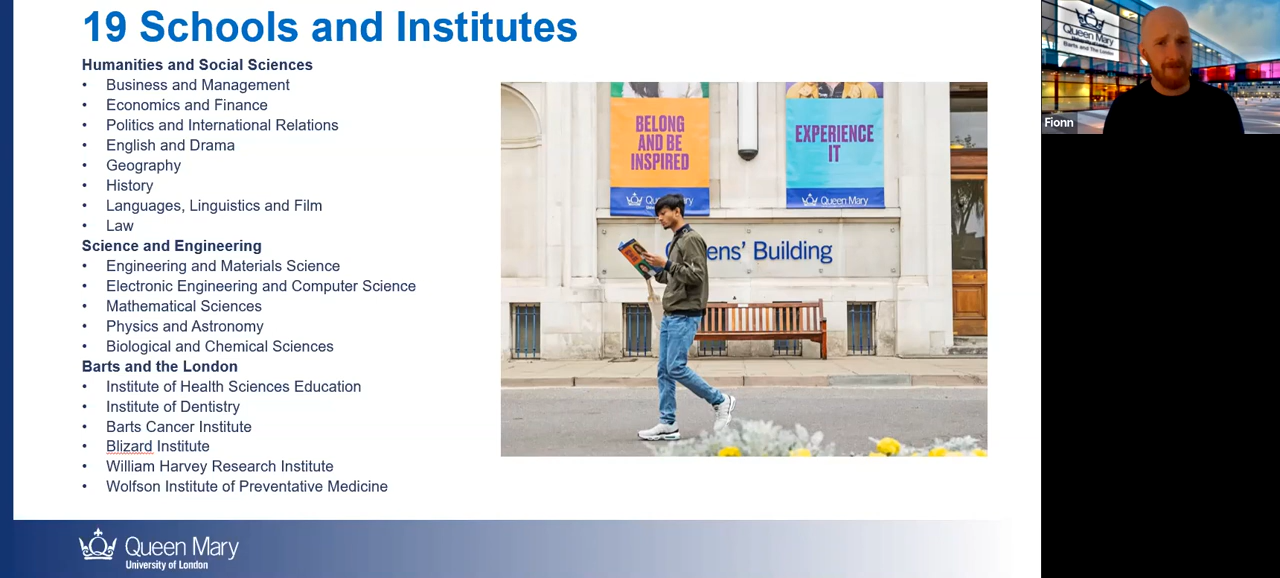 19 Schools and Institutes
Humanities and Social Sciences
• Business and Management
• Economics and Finance
• Politics and International Relations
• English and Drama
• Geography
• History
• Languages, Linguistics and Film
• Law
Science and Engineering
• Engineering and Materials Science
• Electronic Engineering and Computer Science
• Mathematical Sciences
• Physics and Astronomy
• Biological and Chemical Sciences
Barts and the London
• Institute of Health Sciences Education
• Institute of Dentistry
• Barts Cancer Institute
• Blizard Institute
• William Harvey Research Institute
• Wolfson Institute of Preventative Medicine
BELONG
AND BE
INSPIRED
EXPERIENCE
IT
Queen Mary
ens' Building
Queen Mary
University of London
Queen Mary
Barts and The London
Fionn